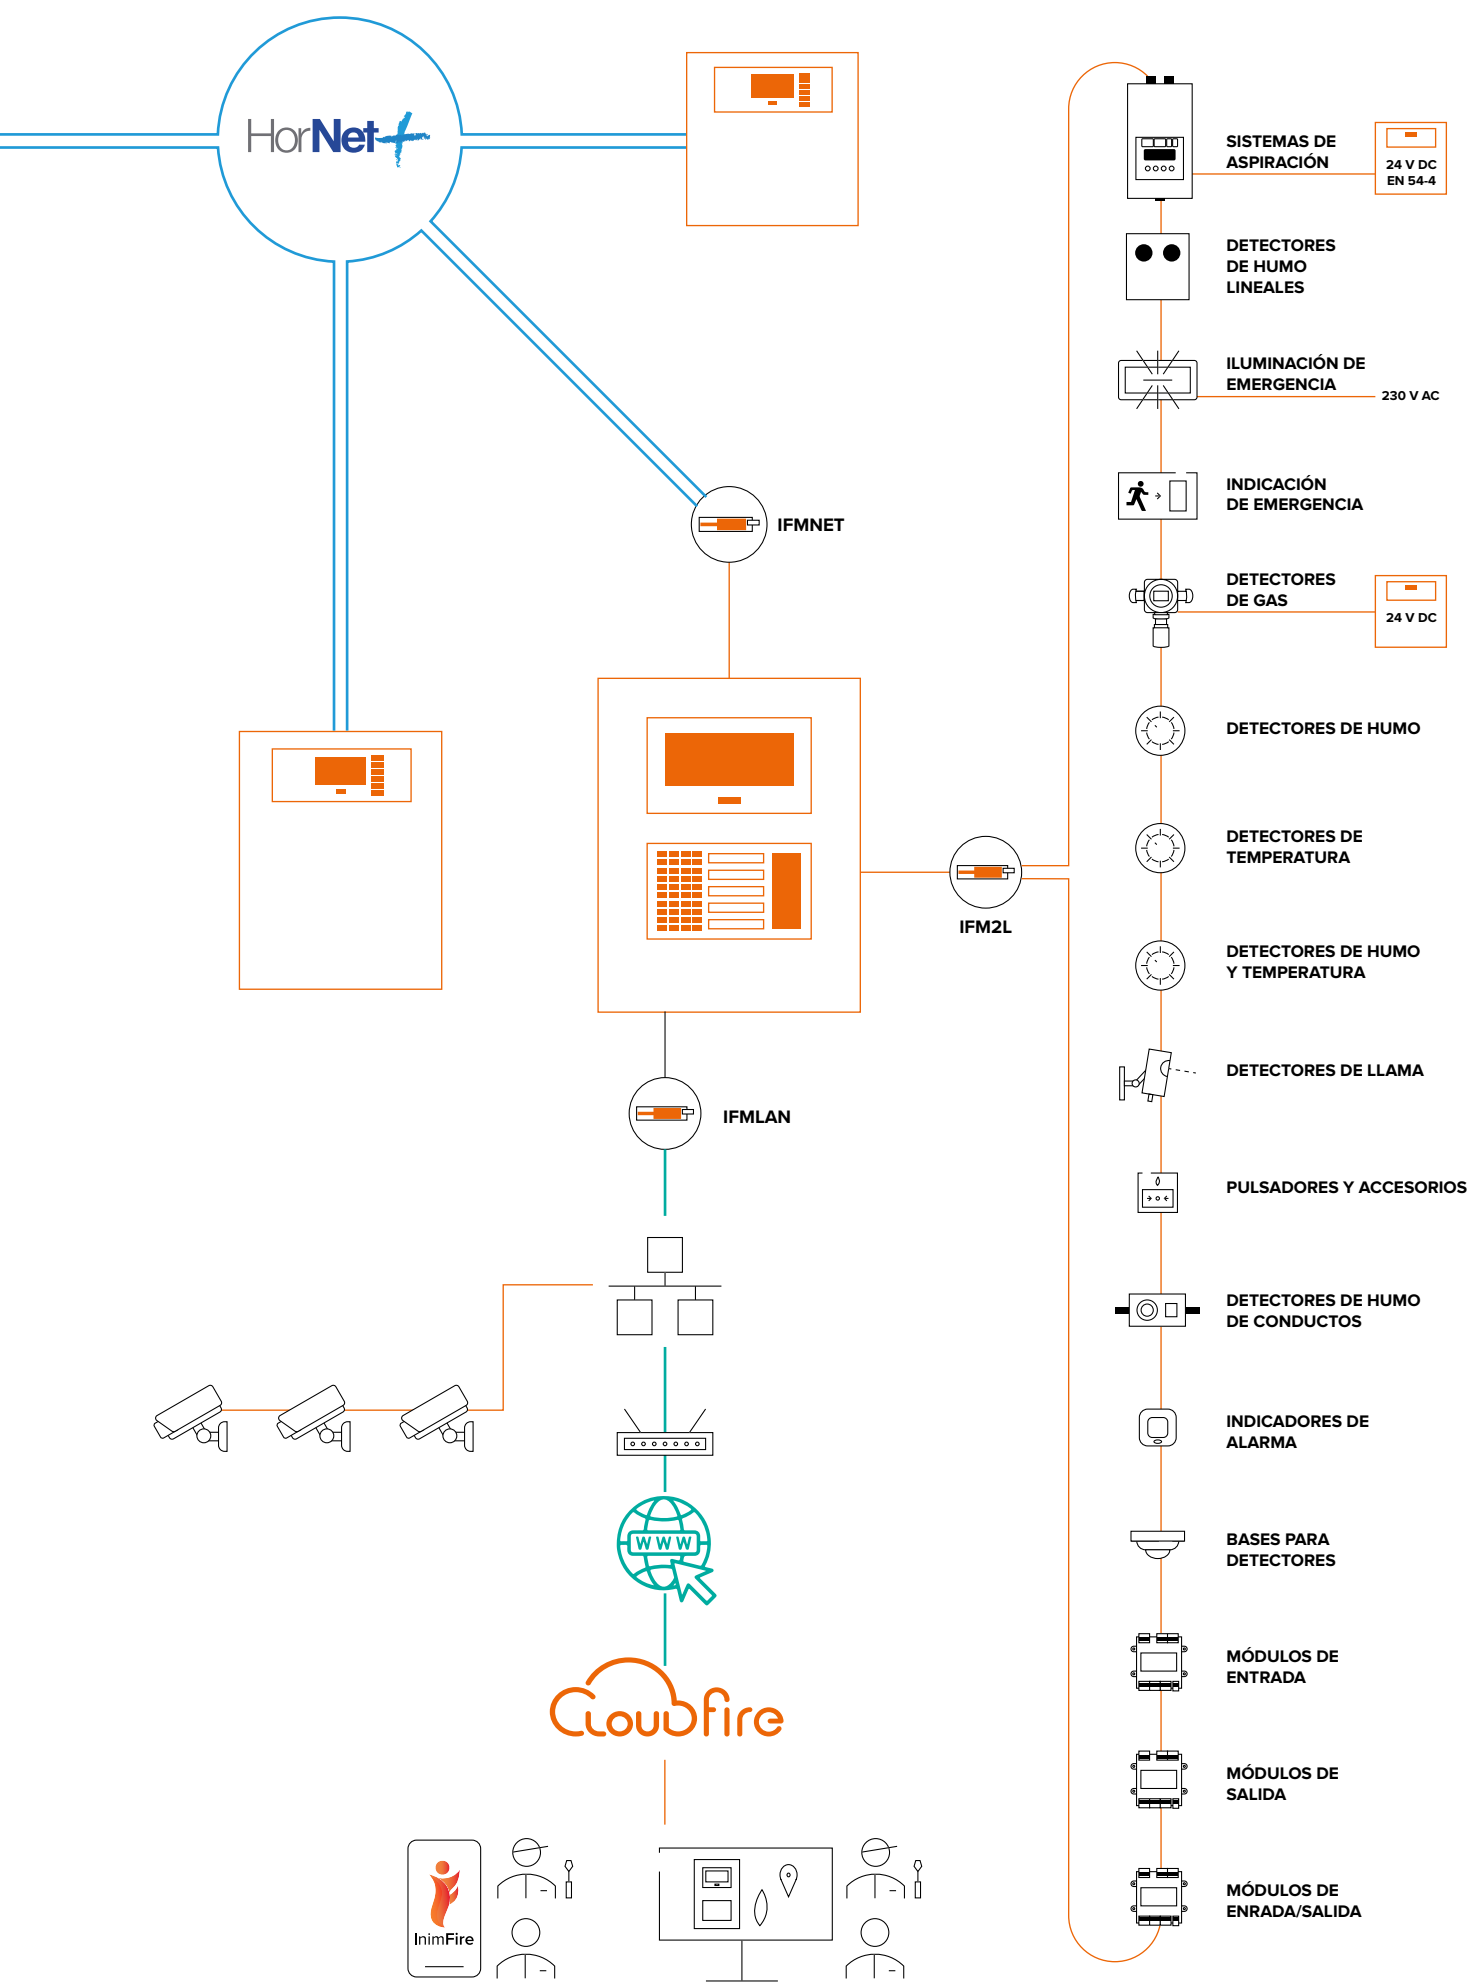 HorNet+
SISTEMAS DE
ASPIRACIÓN
24 V DC
EN 54-4
DETECTORES
DE HUMO
LINEALES
ILUMINACIÓN DE
EMERGENCIA
230 V AC
INDICACIÓN
DE EMERGENCIA
IFMNET
DETECTORES
DE GAS
24 V DC
DETECTORES DE HUMO
DETECTORES DE
TEMPERATURA
IFM2L
DETECTORES DE HUMO
Y TEMPERATURA
DETECTORES DE LLAMA
IFMLAN
PULSADORES Y ACCESORIOS
DETECTORES DE HUMO
DE CONDUCTOS
INDICADORES DE
ALARMA
WWW
BASES PARA
DETECTORES
MÓDULOS DE
ENTRADA
Cloudfire
MÓDULOS DE
SALIDA
MÓDULOS DE
ENRADA/SALIDA
InimFire